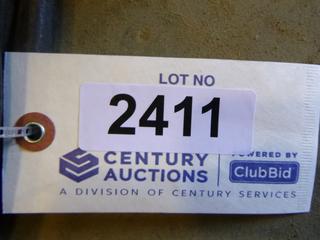 LOT NO
2411
CENTURY AUCTIONS
POWERED BY
ClubBid
A DIVISION OF CENTURY SERVICES